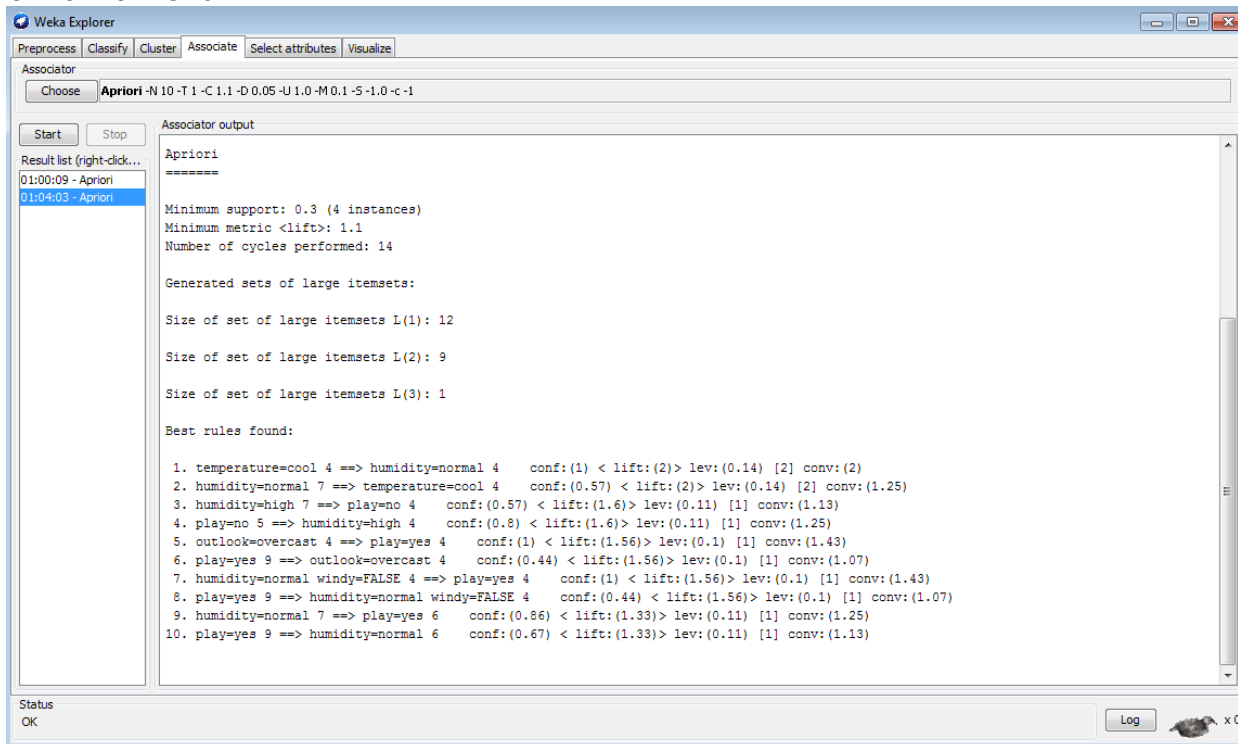 Weka Explorer
Preprocess Classify Cluster Associate Select attributes Visualize
Associator
Choose Apriori -N 10 -T 1 -C 1.1 -D 0.05 -U 1.0 -M 0.1 -S -1.0 -c -1
Start Stop
Associator output
Result list (right-click...
01:00:09 - Apriori
01:04:03 - Apriori
Apriori
=======
Minimum support: 0.3 (4 instances)
Minimum metric <lift>: 1.1
Number of cycles performed: 14
Generated sets of large itemsets:
Size of set of large itemsets L(1): 12
Size of set of large itemsets L(2): 9
Size of set of large itemsets L(3): 1
Best rules found:
1. temperature=cool 4 ==> humidity=normal 4 conf:(1) < lift:(2)> lev:(0.14) [2] conv:(2)
2. humidity=normal 7 ==> temperature=cool 4 conf:(0.57) < lift:(2)> lev:(0.14) [2] conv:(1.25)
3. humidity=high 7 ==> play=no 4 conf:(0.57) < lift:(1.6)> lev:(0.11) [1] conv:(1.13)
4. play=no 5 ==> humidity=high 4 conf:(0.8) < lift:(1.6)> lev:(0.11) [1] conv:(1.25)
5. outlook=overcast 4 ==> play=yes 4 conf:(1) < lift:(1.56)> lev:(0.1) [1] conv:(1.43)
6. play=yes 9 ==> outlook=overcast 4 conf:(0.44) < lift:(1.56)> lev:(0.1) [1] conv:(1.07)
7. humidity=normal windy=FALSE 4 ==> play=yes 4 conf:(1) < lift:(1.56)> lev:(0.1) [1] conv:(1.43)
8. play=yes 9 ==> humidity=normal windy=FALSE 4 conf:(0.44) < lift:(1.56)> lev:(0.1) [1] conv:(1.07)
9. humidity=normal 7 ==> play=yes 6 conf:(0.86) < lift:(1.33)> lev:(0.11) [1] conv:(1.25)
10. play=yes 9 ==> humidity=normal 6 conf:(0.67) < lift:(1.33)> lev:(0.11) [1] conv:(1.13)
Status
OK
Log
x 0